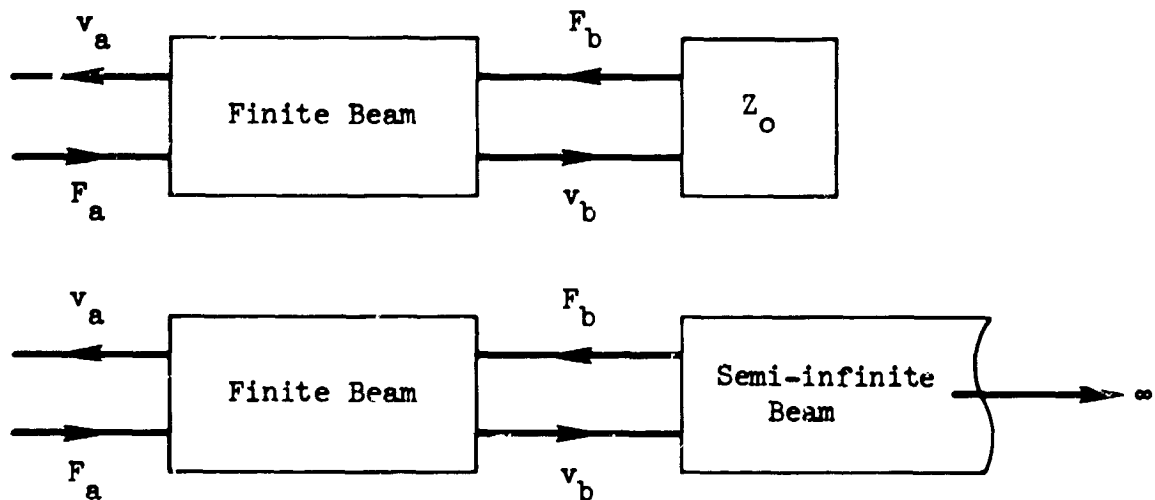 v_a
F_b
Finite Beam
Z_o
F_a
v_b
v_a
F_b
Finite Beam
Semi-infinite
Beam
∞
F_a
v_b